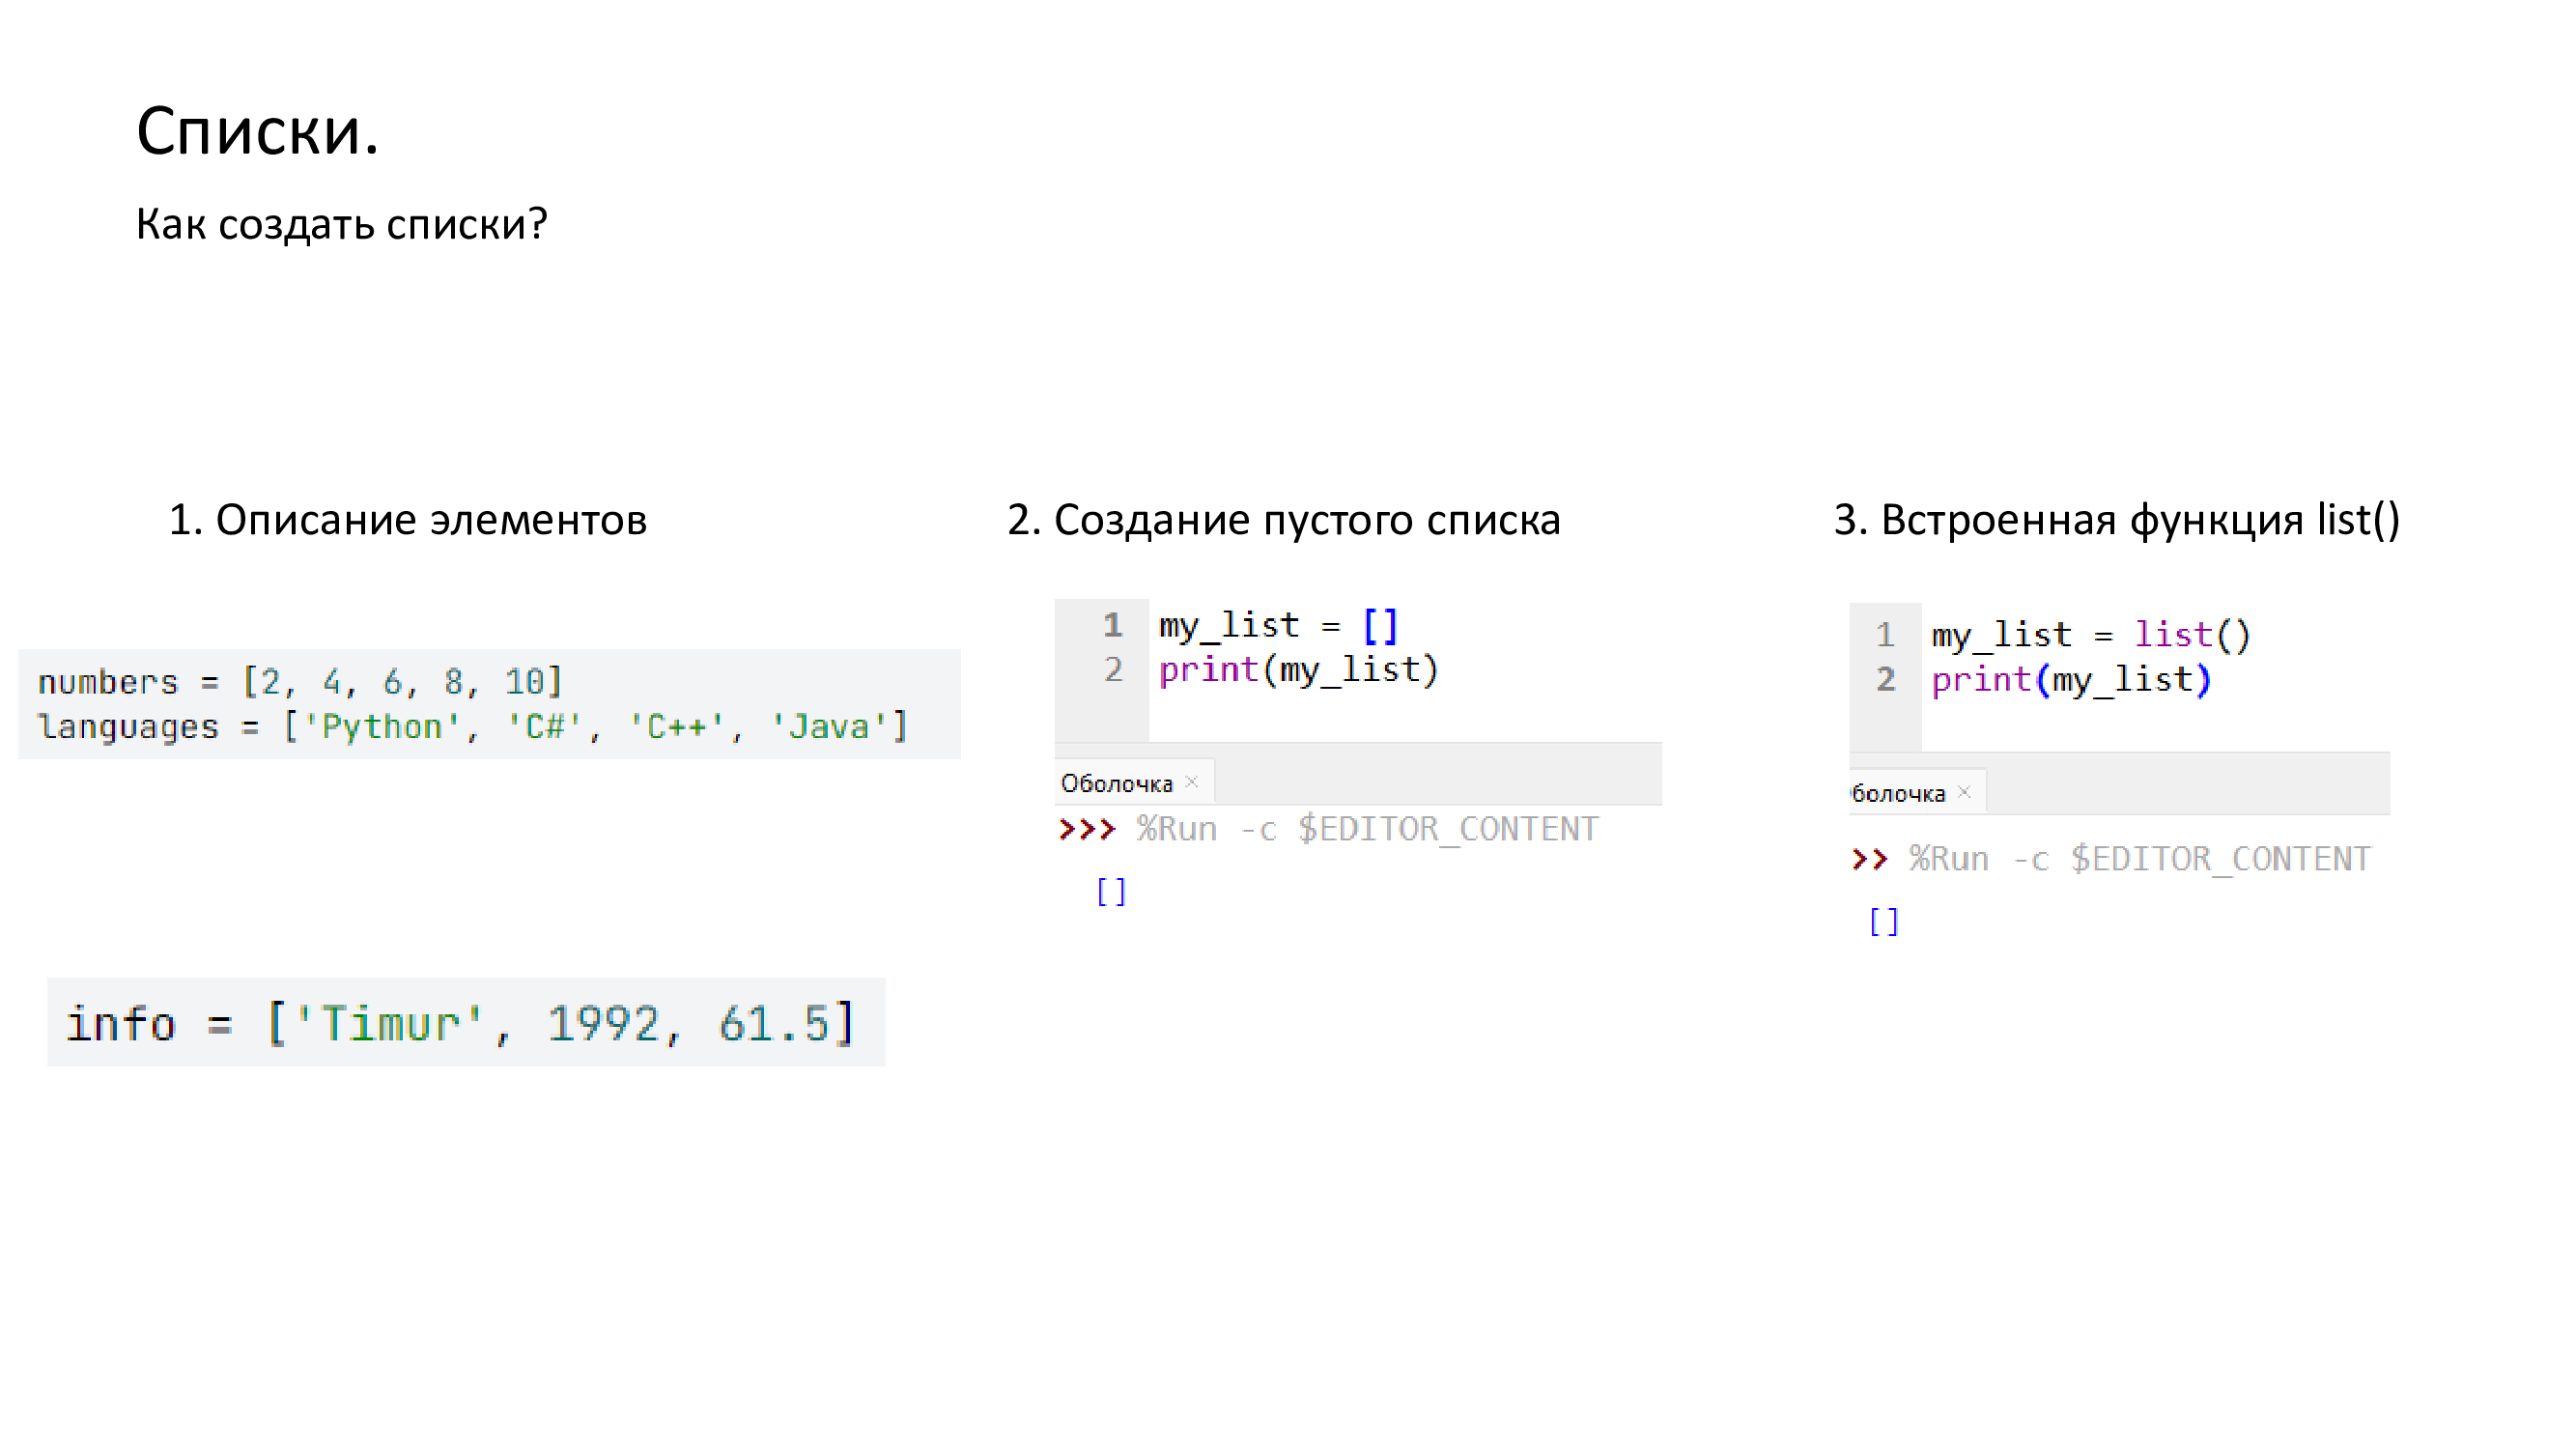 Списки.
Как создать списки?
1. Описание элементов
numbers = [2, 4, 6, 8, 10]
languages = ['Python', 'C#', 'C++', 'Java']
info = ['Timur', 1992, 61.5]
2. Создание пустого списка
1 my_list = []
2 print(my_list)
Оболочка ×
>>> %Run -c $EDITOR_CONTENT
[]
3. Встроенная функция list()
1 my_list = list()
2 print(my_list)
болочка ×
>> %Run -c $EDITOR_CONTENT
[]